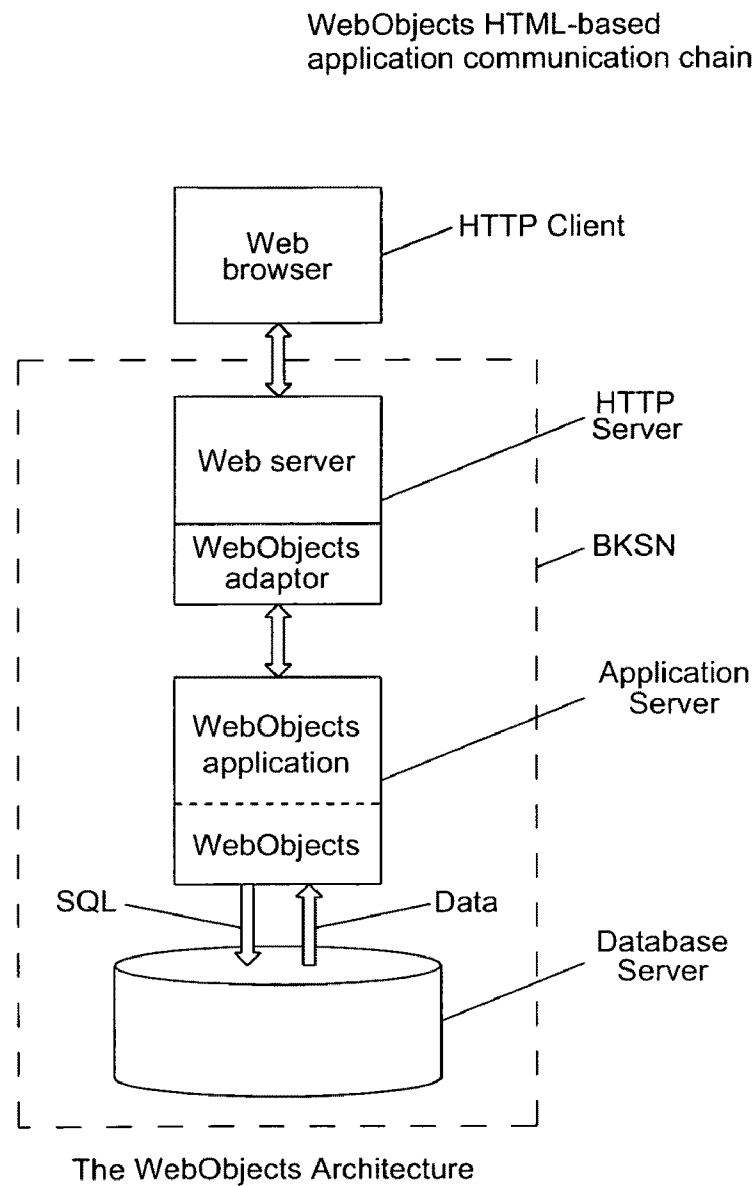 WebObjects HTML-based
application communication chain
Web
browser
HTTP Client
Web server
HTTP
Server
WebObjects
adaptor
BKSN
WebObjects
application
Application
Server
WebObjects
SQL
Data
Database
Server
The WebObjects Architecture